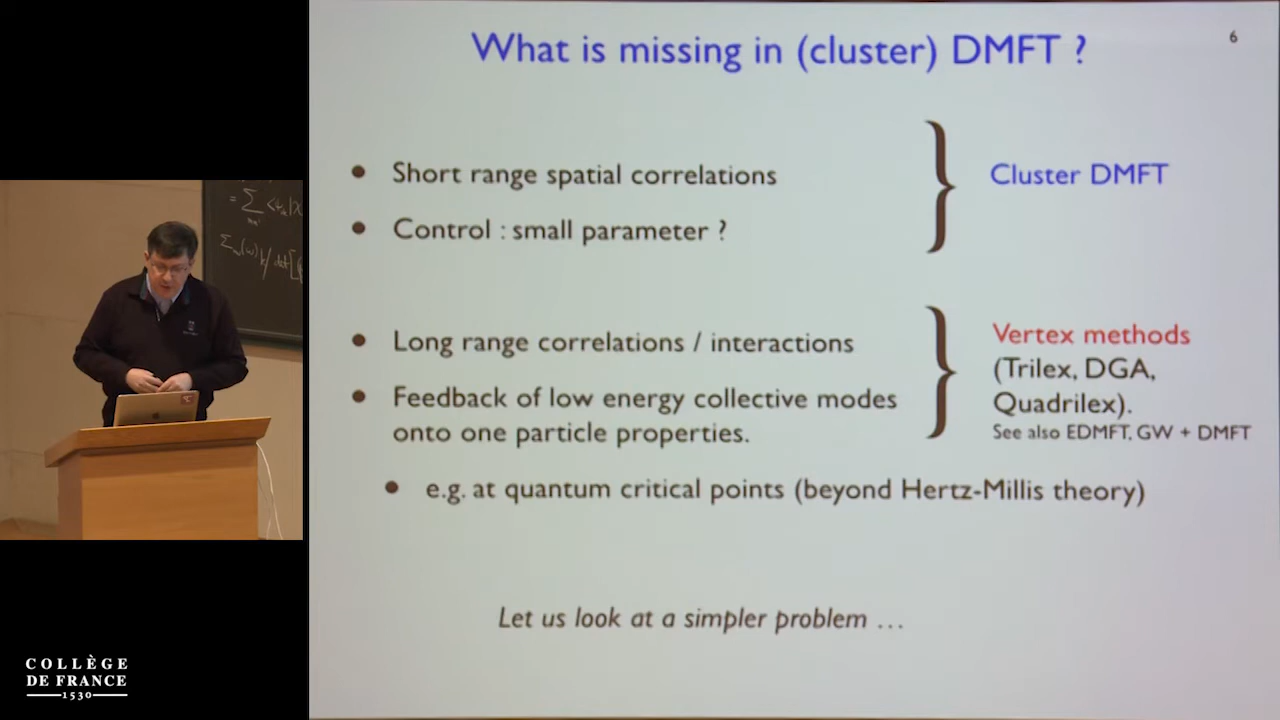 What is missing in (cluster) DMFT ?
6
• Short range spatial correlations
• Control : small parameter ?
Cluster DMFT
• Long range correlations / interactions
• Feedback of low energy collective modes
onto one particle properties.
Vertex methods
(Trilex, DGA,
Quadrilex).
See also EDMFT, GW + DMFT
• e.g. at quantum critical points (beyond Hertz-Millis theory)
Let us look at a simpler problem ...
COLLÈGE
DE FRANCE
1530